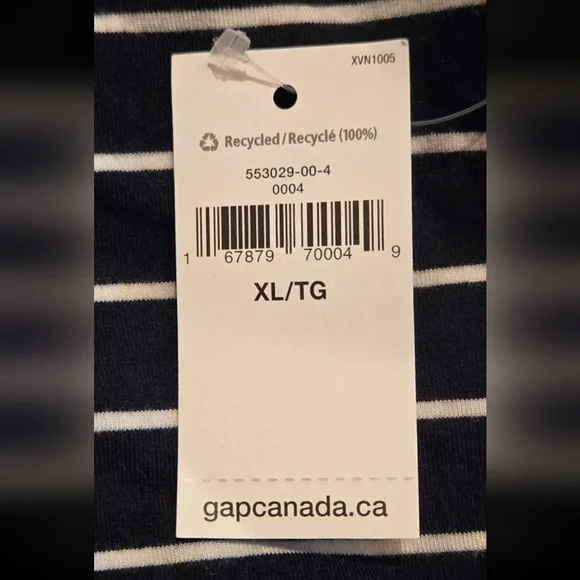 XVN1005
Recycled/Recyclé (100%)
553029-00-4
0004
1 67879 70004 9
XL/TG
gapcanada.ca